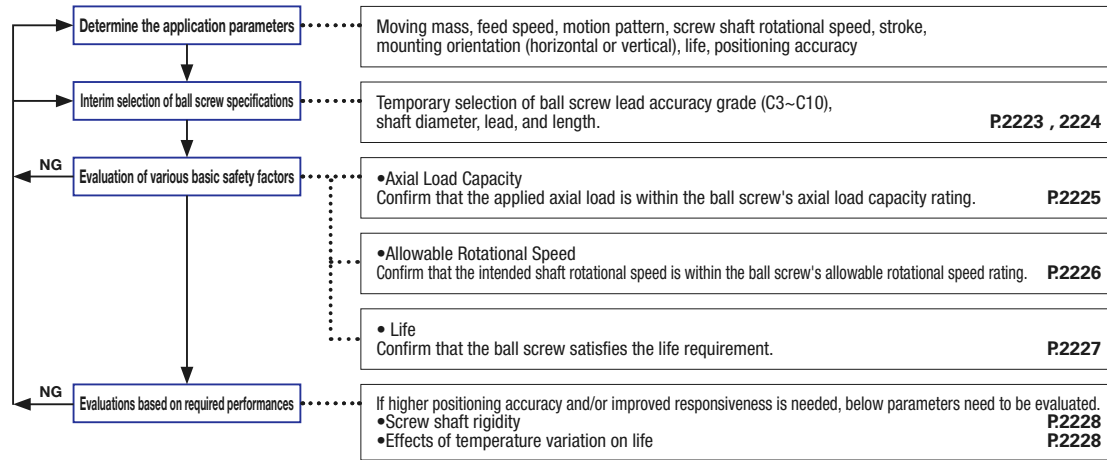 Determine the application parameters
Moving mass, feed speed, motion pattern, screw shaft rotational speed, stroke,
mounting orientation (horizontal or vertical), life, positioning accuracy
Interim selection of ball screw specifications
Temporary selection of ball screw lead accuracy grade (C3~C10),
shaft diameter, lead, and length. P.2223 , 2224
NG
Evaluation of various basic safety factors
•Axial Load Capacity
Confirm that the applied axial load is within the ball screw's axial load capacity rating. P.2225
•Allowable Rotational Speed
Confirm that the intended shaft rotational speed is within the ball screw's allowable rotational speed rating. P.2226
• Life
Confirm that the ball screw satisfies the life requirement. P.2227
NG
Evaluations based on required performances
If higher positioning accuracy and/or improved responsiveness is needed, below parameters need to be evaluated.
•Screw shaft rigidity P.2228
•Effects of temperature variation on life P.2228